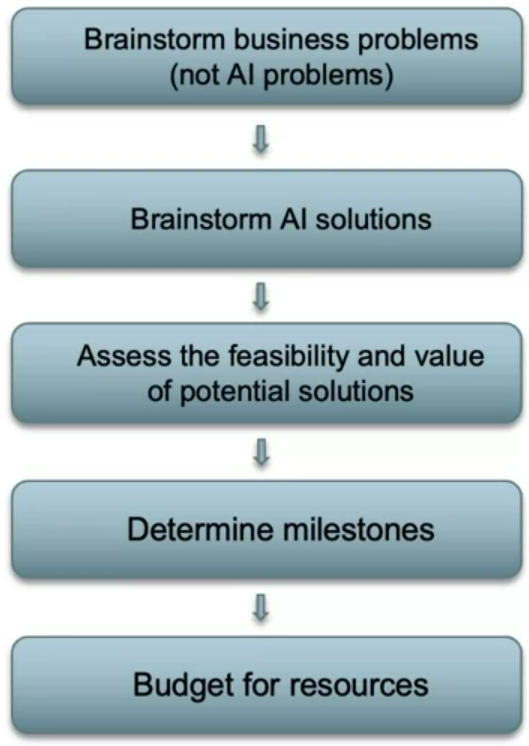 Brainstorm business problems
(not AI problems)
Brainstorm AI solutions
Assess the feasibility and value
of potential solutions
Determine milestones
Budget for resources